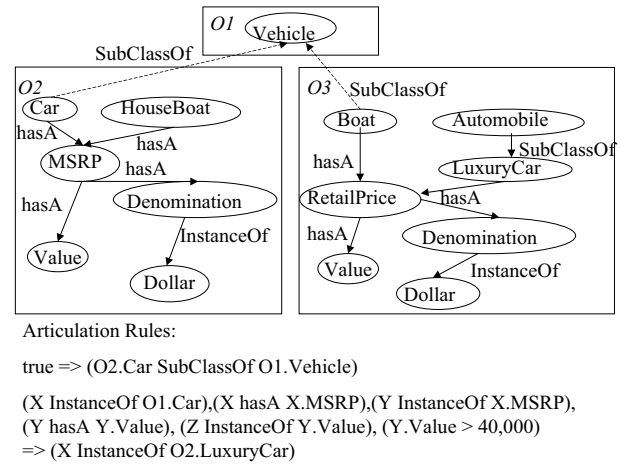 O1
Vehicle
SubClassOf
O2
Car
HouseBoat
hasA
hasA
MSRP
hasA
hasA
Denomination
InstanceOf
Value
Dollar
SubClassOf
O3
Boat
Automobile
SubClassOf
hasA
LuxuryCar
RetailPrice
hasA
hasA
Denomination
Value
InstanceOf
Dollar
Articulation Rules:
true => (O2.Car SubClassOf O1.Vehicle)
(X InstanceOf O1.Car),(X hasA X.MSRP),(Y InstanceOf X.MSRP),
(Y hasA Y.Value), (Z InstanceOf Y.Value), (Y.Value > 40,000)
=> (X InstanceOf O2.LuxuryCar)